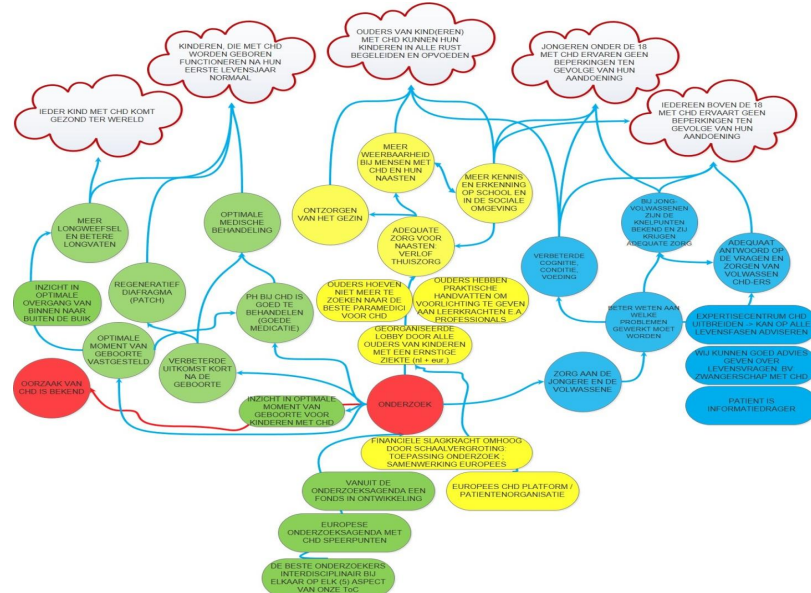 KINDEREN, DIE MET CHD
WORDEN GEBOREN
FUNCTIONEREN NA HUN
EERSTE LEVENSJAAR
NORMAAL
OUDERS VAN KIND(EREN)
MET CHD KUNNEN HUN
KINDEREN IN ALLE RUST
BEGELEIDEN EN OPVOEDEN
JONGEREN ONDER DE 18
MET CHD ERVAREN GEEN
BEPERKINGEN TEN
GEVOLGE VAN HUN
AANDOENING
IEDER KIND MET CHD KOMT
GEZOND TER WERELD
IEDEREEN BOVEN DE 18
MET CHD ERVAART GEEN
BEPERKINGEN TEN
GEVOLGE VAN HUN
AANDOENING
MEER
WEERBAARHEID
BIJ MENSEN MET
CHD EN HUN
NAASTEN
MEER KENNIS
EN ERKENNING
OP SCHOOL EN
IN DE SOCIALE
OMGEVING
ONTZORGEN
VAN HET GEZIN
MEER
LONGWEEFSEL
EN BETERE
LONGVATEN
OPTIMALE
MEDISCHE
BEHANDELING
ADEQUATE
ZORG VOOR
NAASTEN:
VERLOF
THUISZORG
BIJ JONG-
VOLWASSENEN
ZIJN DE
KNELPUNTEN
BEKEND EN ZIJ
KRIJGEN
ADEQUATE ZORG
VERBETERDE
COGNITIE,
CONDITIE,
VOEDING
ADEQUAAT
ANTWOORD OP
DE VRAGEN EN
ZORGEN VAN
VOLWASSEN
CHD-ERS
INZICHT IN
OPTIMALE
OVERGANG VAN
BINNEN NAAR
BUITEN DE BUIK
REGENERATIEF
DIAFRAGMA
(PATCH)
PH BIJ CHD IS
GOED TE
BEHANDELEN
(GOEDE
MEDICATIE)
OUDERS HOEVEN
NIET MEER TE
ZOEKEN NAAR DE
BESTE PARAMEDICI
VOOR CHD
OUDERS HEBBEN
PRAKTISCHE
HANDVATTEN OM
VOORLICHTING TE GEVEN
AAN LEERKRACHTEN E.A.
PROFESSIONALS
BETER WETEN AAN
WELKE
PROBLEMEN
GEWERKT MOET
WORDEN
EXPERTISECENTRUM CHD
UITBREIDEN -> KAN OP ALLE
LEVENSFASEN ADVISEREN
OPTIMALE
MOMENT VAN
GEBOORTE
VASTGESTELD
VERBETERDE
UITKOMST KORT
NA DE
GEBOORTE
GEORGANISEERDE
LOBBY DOOR ALLE
OUDERS VAN KINDEREN
MET EEN ERNSTIGE
ZIEKTE (nl + eur.)
WIJ KUNNEN GOED ADVIES
GEVEN OVER
LEVENSVRAGEN. BV:
ZWANGERSCHAP MET CHD
OORZAAK VAN
CHD IS BEKEND
ZORG AAN DE
JONGERE EN DE
VOLWASSENE
PATIENT IS
INFORMATIEDRAGER
INZICHT IN OPTIMALE
MOMENT VAN
GEBOORTE VOOR
KINDEREN MET CHD
ONDERZOEK
FINANCIELE SLAGKRACHT OMHOOG
DOOR SCHAALVERGROTING:
TOEPASSING ONDERZOEK ,
SAMENWERKING EUROPEES
VANUIT DE
ONDERZOEKSAGENDA EEN
FONDS IN ONTWIKKELING
EUROPEES CHD PLATFORM /
PATIENTENORGANISATIE
EUROPESE
ONDERZOEKSAGENDA MET
CHD SPEERPUNTEN
DE BESTE ONDERZOEKERS
INTERDISCIPLINAIR BIJ
ELKAAR OP ELK (5) ASPECT
VAN ONZE ToC